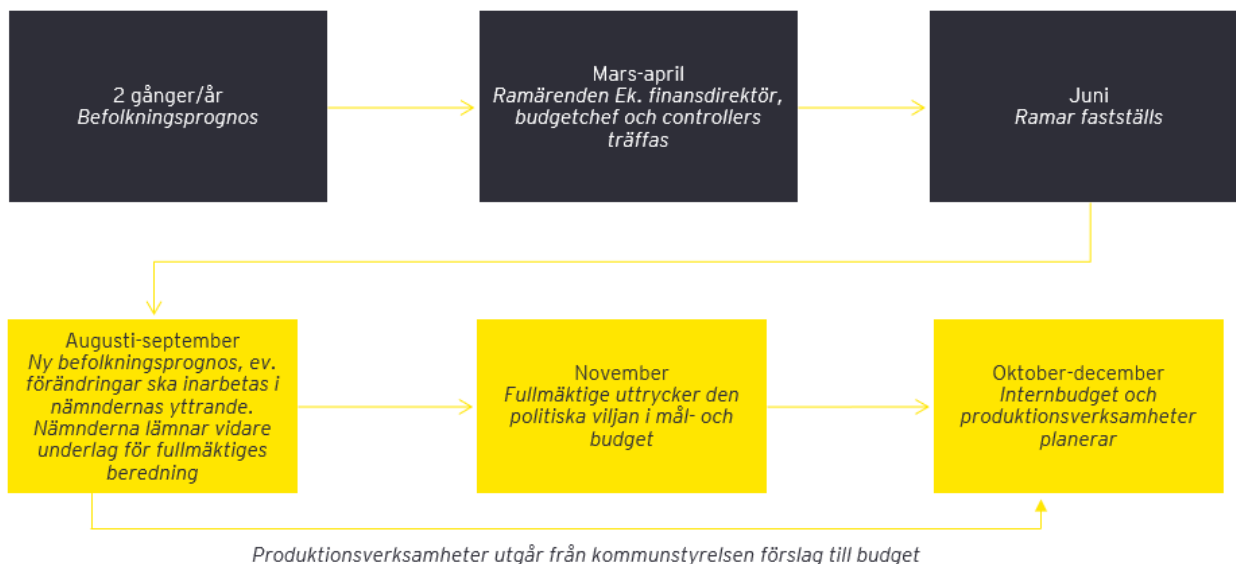 2 gånger/år
Befolkningsprognos
Mars-april
Ramärenden Ek. finansdirektör,
budgetchef och controllers
träffas
Juni
Ramar fastställs
Augusti-september
Ny befolkningsprognos, ev.
förändringar ska inarbetas i
nämndernas yttrande.
Nämnderna lämnar vidare
underlag för fullmäktiges
beredning
November
Fullmäktige uttrycker den
politiska viljan i mål- och
budget
Oktober-december
Internbudget och
produktionsverksamheter
planerar
Produktionsverksamheter utgår från kommunstyrelsen förslag till budget